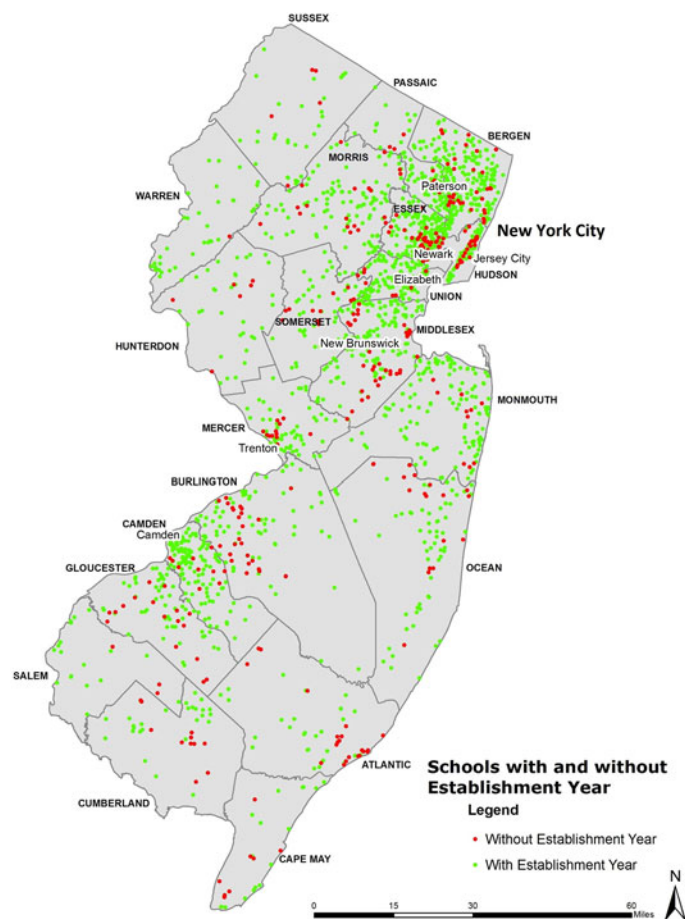 SUSSEX
PASSAIC
BERGEN
MORRIS
Paterson
WARREN
ESSEX
New York City
Newark
Jersey City
Elizabeth
HUDSON
UNION
SOMERSET
MIDDLESEX
New Brunswick
HUNTERDON
MONMOUTH
MERCER
Trenton
BURLINGTON
CAMDEN
Camden
GLOUCESTER
OCEAN
SALEM
ATLANTIC
CUMBERLAND
CAPE MAY
Schools with and without
Establishment Year
Legend
Without Establishment Year
With Establishment Year
N
0 15 30 60
Miles